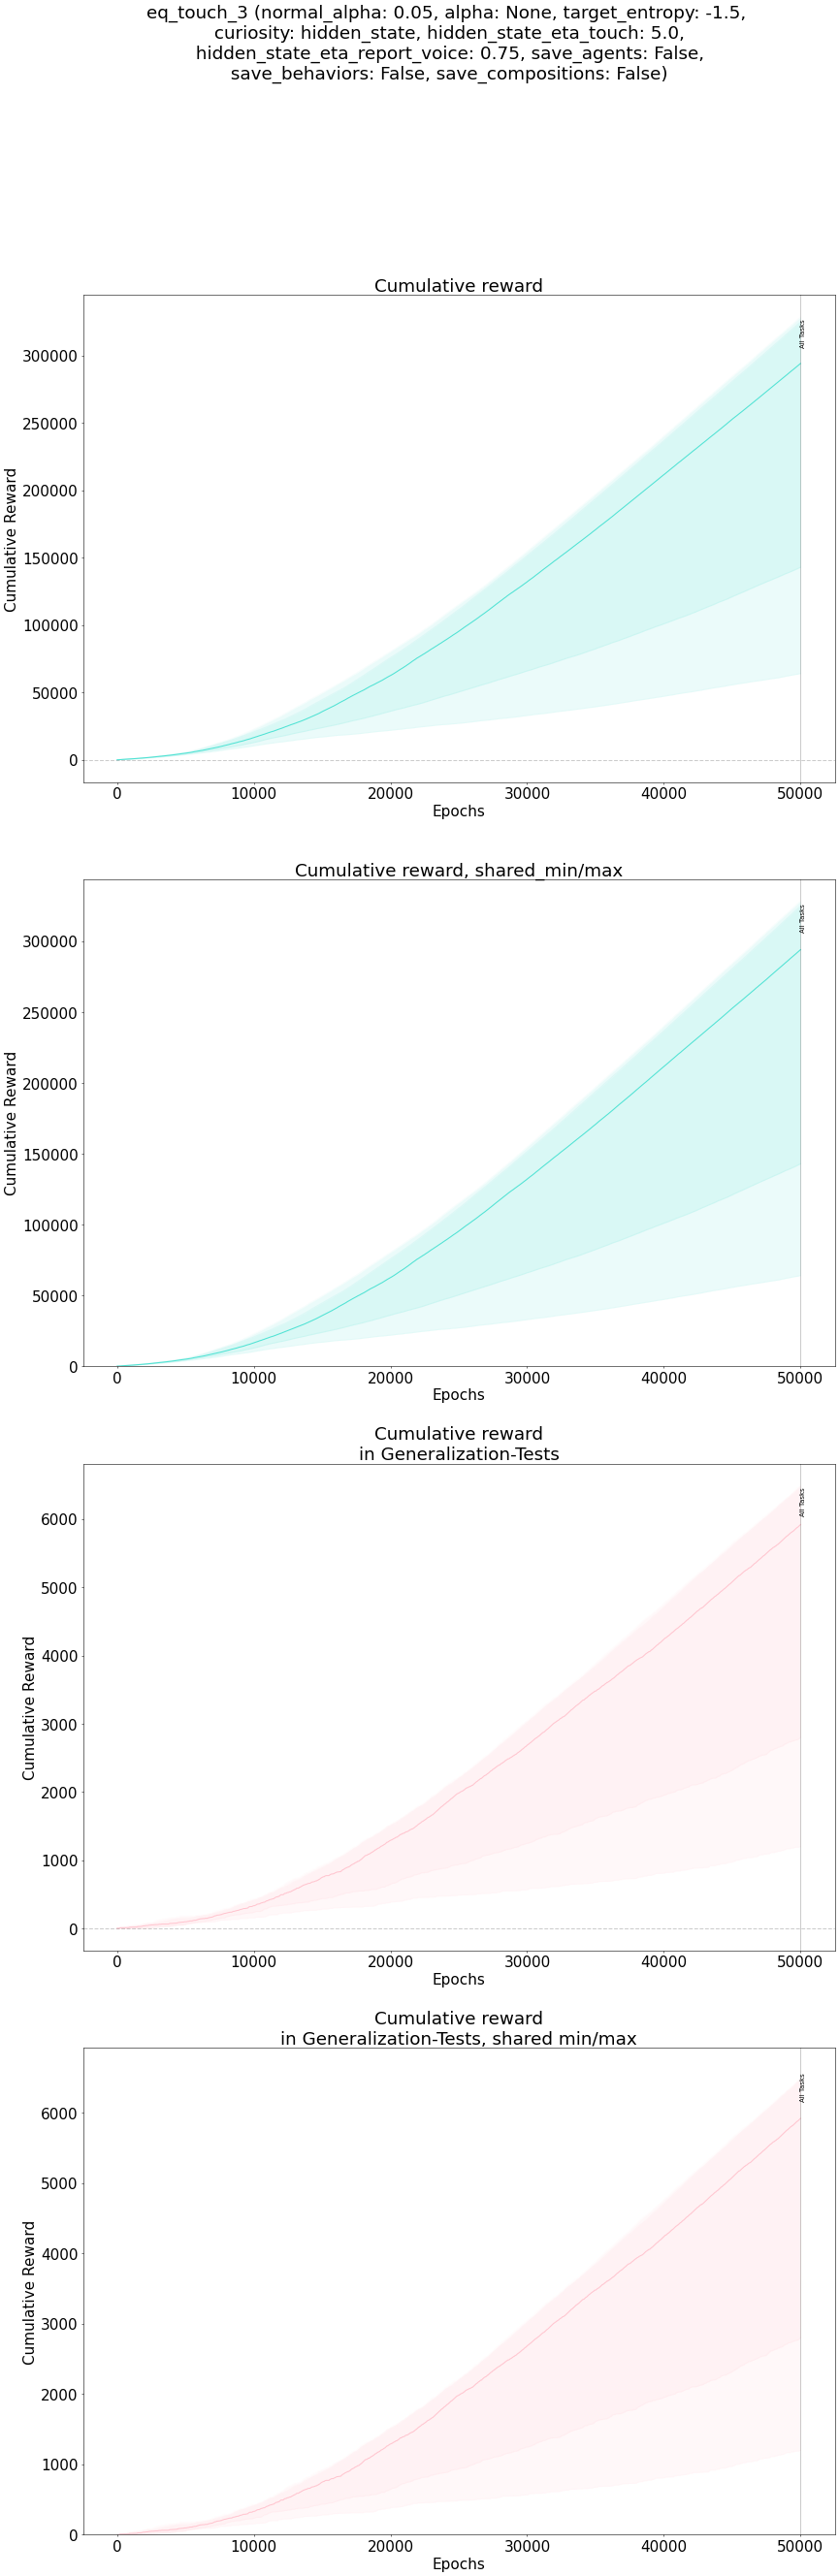 eq_touch_3 (normal_alpha: 0.05, alpha: None, target_entropy: -1.5,
curiosity: hidden_state, hidden_state_eta_touch: 5.0,
hidden_state_eta_report_voice: 0.75, save_agents: False,
save_behaviors: False, save_compositions: False)
Cumulative reward
All Tasks
Cumulative Reward
300000
250000
200000
150000
100000
50000
0
0 10000 20000 30000 40000 50000
Epochs
Cumulative reward, shared_min/max
All Tasks
Cumulative Reward
300000
250000
200000
150000
100000
50000
0
0 10000 20000 30000 40000 50000
Epochs
Cumulative reward
in Generalization-Tests
All Tasks
Cumulative Reward
6000
5000
4000
3000
2000
1000
0
0 10000 20000 30000 40000 50000
Epochs
Cumulative reward
in Generalization-Tests, shared min/max
All Tasks
Cumulative Reward
6000
5000
4000
3000
2000
1000
0
0 10000 20000 30000 40000 50000
Epochs